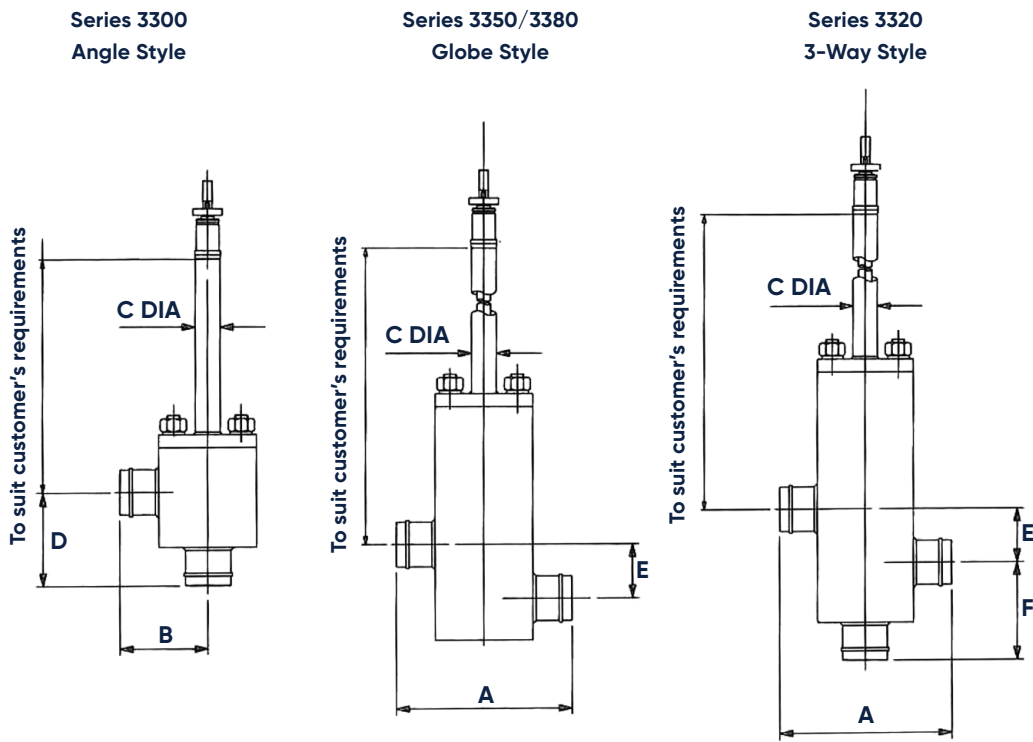 Series 3300
Angle Style
Series 3350/3380
Globe Style
Series 3320
3-Way Style
To suit customer's requirements
C DIA
D
B
To suit customer's requirements
C DIA
E
A
To suit customer's requirements
C DIA
E
F
A